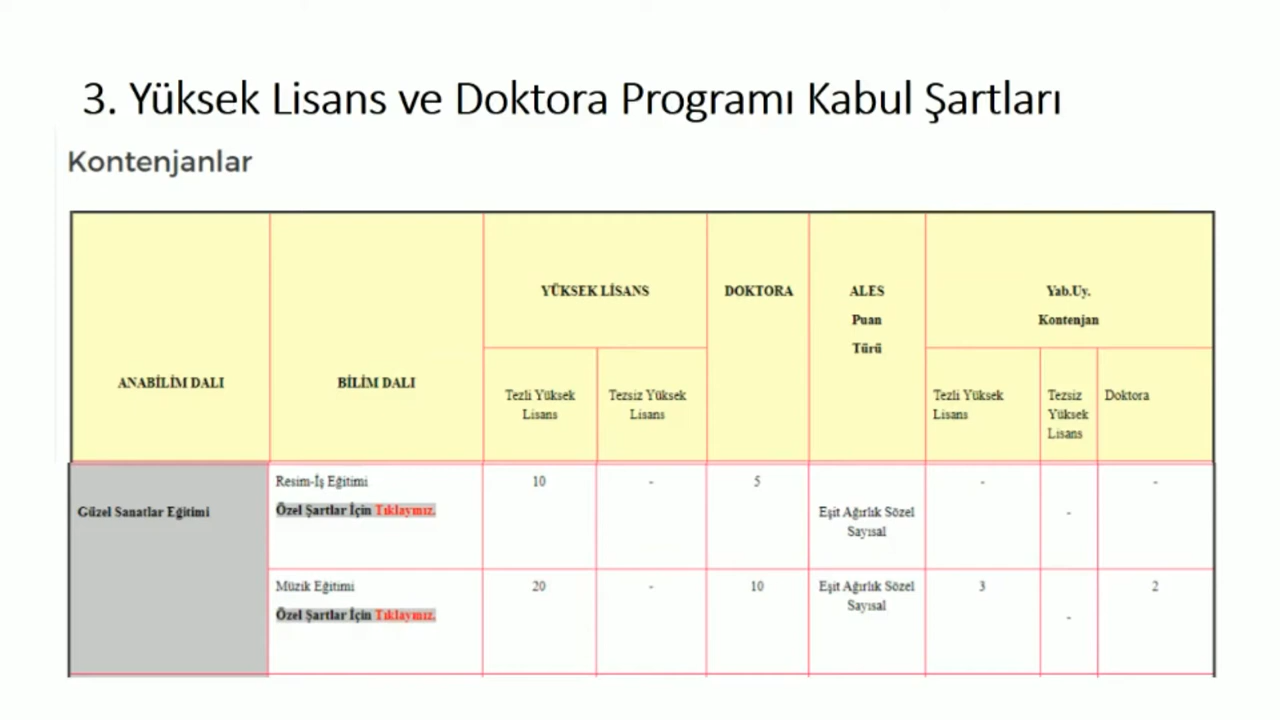 3. Yüksek Lisans ve Doktora Programı Kabul Şartları
Kontenjanlar
ANABİLİM DALI
BİLİM DALI
YÜKSEK LİSANS
DOKTORA
ALES
Puan
Türü
Yab.Uy.
Kontenjan
Tezli Yüksek
Lisans
Tezsiz Yüksek
Lisans
Tezli Yüksek
Lisans
Tezsiz
Yüksek
Lisans
Doktora
Güzel Sanatlar Eğitimi
Resim-İş Eğitimi
Özel Şartlar İçin Tıklaymız.
10
-
5
Eşit Ağırlık Sözel
Sayısal
-
-
-
Müzik Eğitimi
Özel Şartlar İçin Tıklaymız.
20
-
10
Eşit Ağırlık Sözel
Sayısal
3
-
2